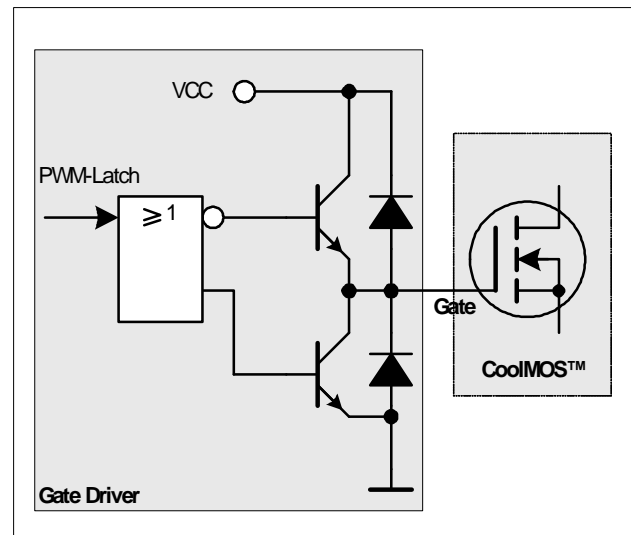 VCC
PWM-Latch
≥ 1
Gate
CoolMOS™
Gate Driver